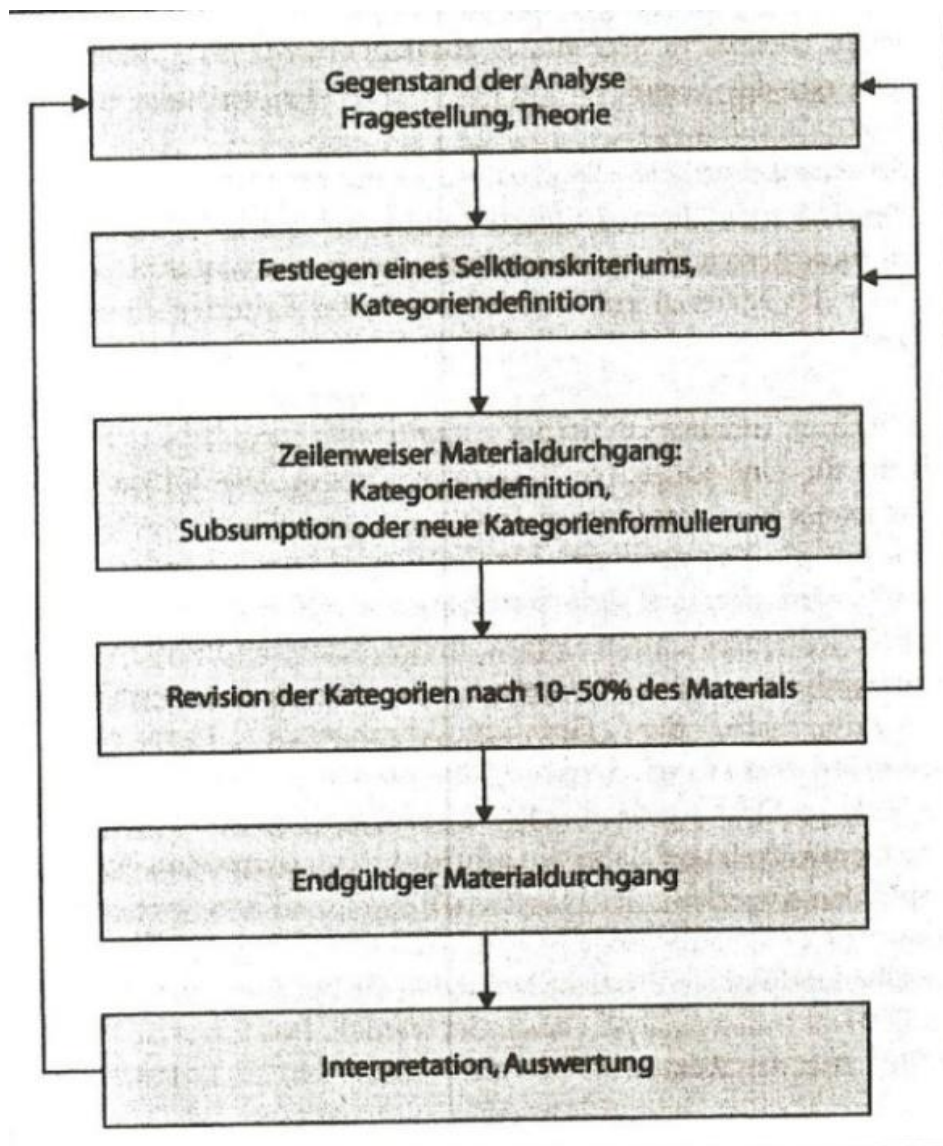 Gegenstand der Analyse
Fragestellung, Theorie
Festlegen eines Selktionskriteriums,
Kategoriendefinition
Zeilenweiser Materialdurchgang:
Kategoriendefinition,
Subsumption oder neue Kategorienformulierung
Revision der Kategorien nach 10–50% des Materials
Endgültiger Materialdurchgang
Interpretation, Auswertung